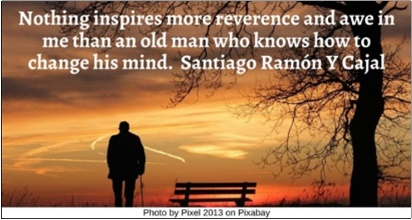 Nothing inspires more reverence and awe in
me than an old man who knows how to
change his mind. Santiago Ramón Y Cajal
Photo by Pixel 2013 on Pixabay